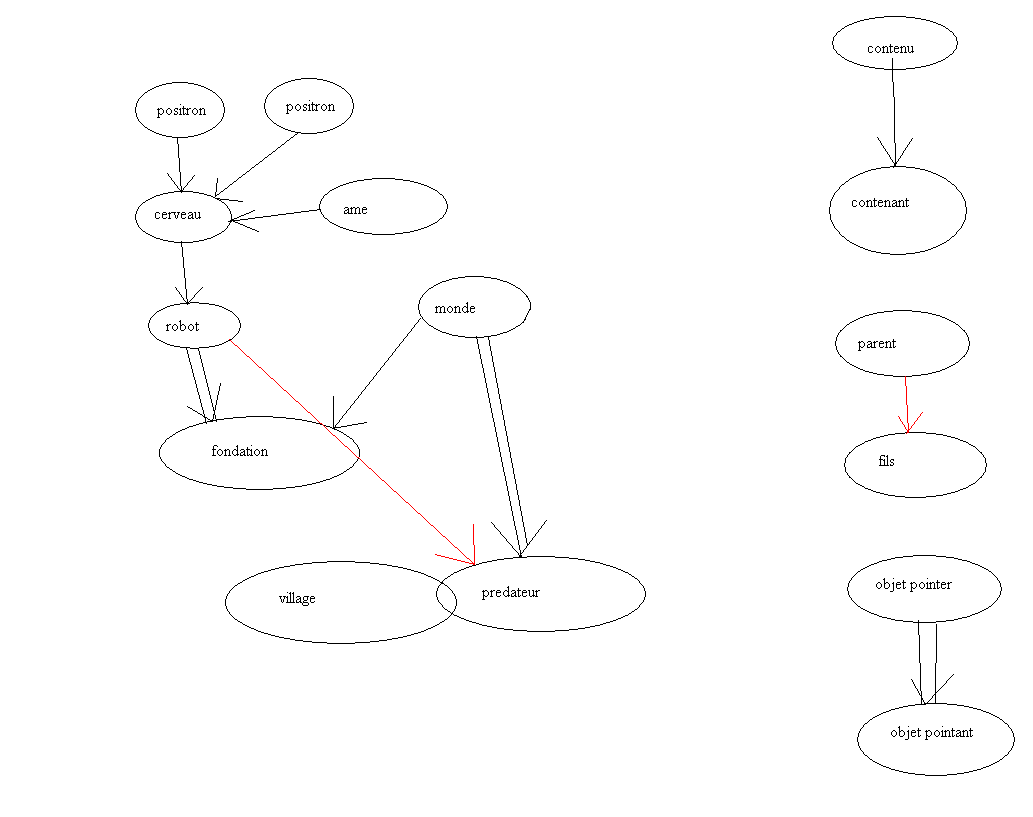 contenu
positron
positron
contenant
cerveau
ame
monde
robot
parent
fondation
fils
village
predateur
objet pointer
objet pointant